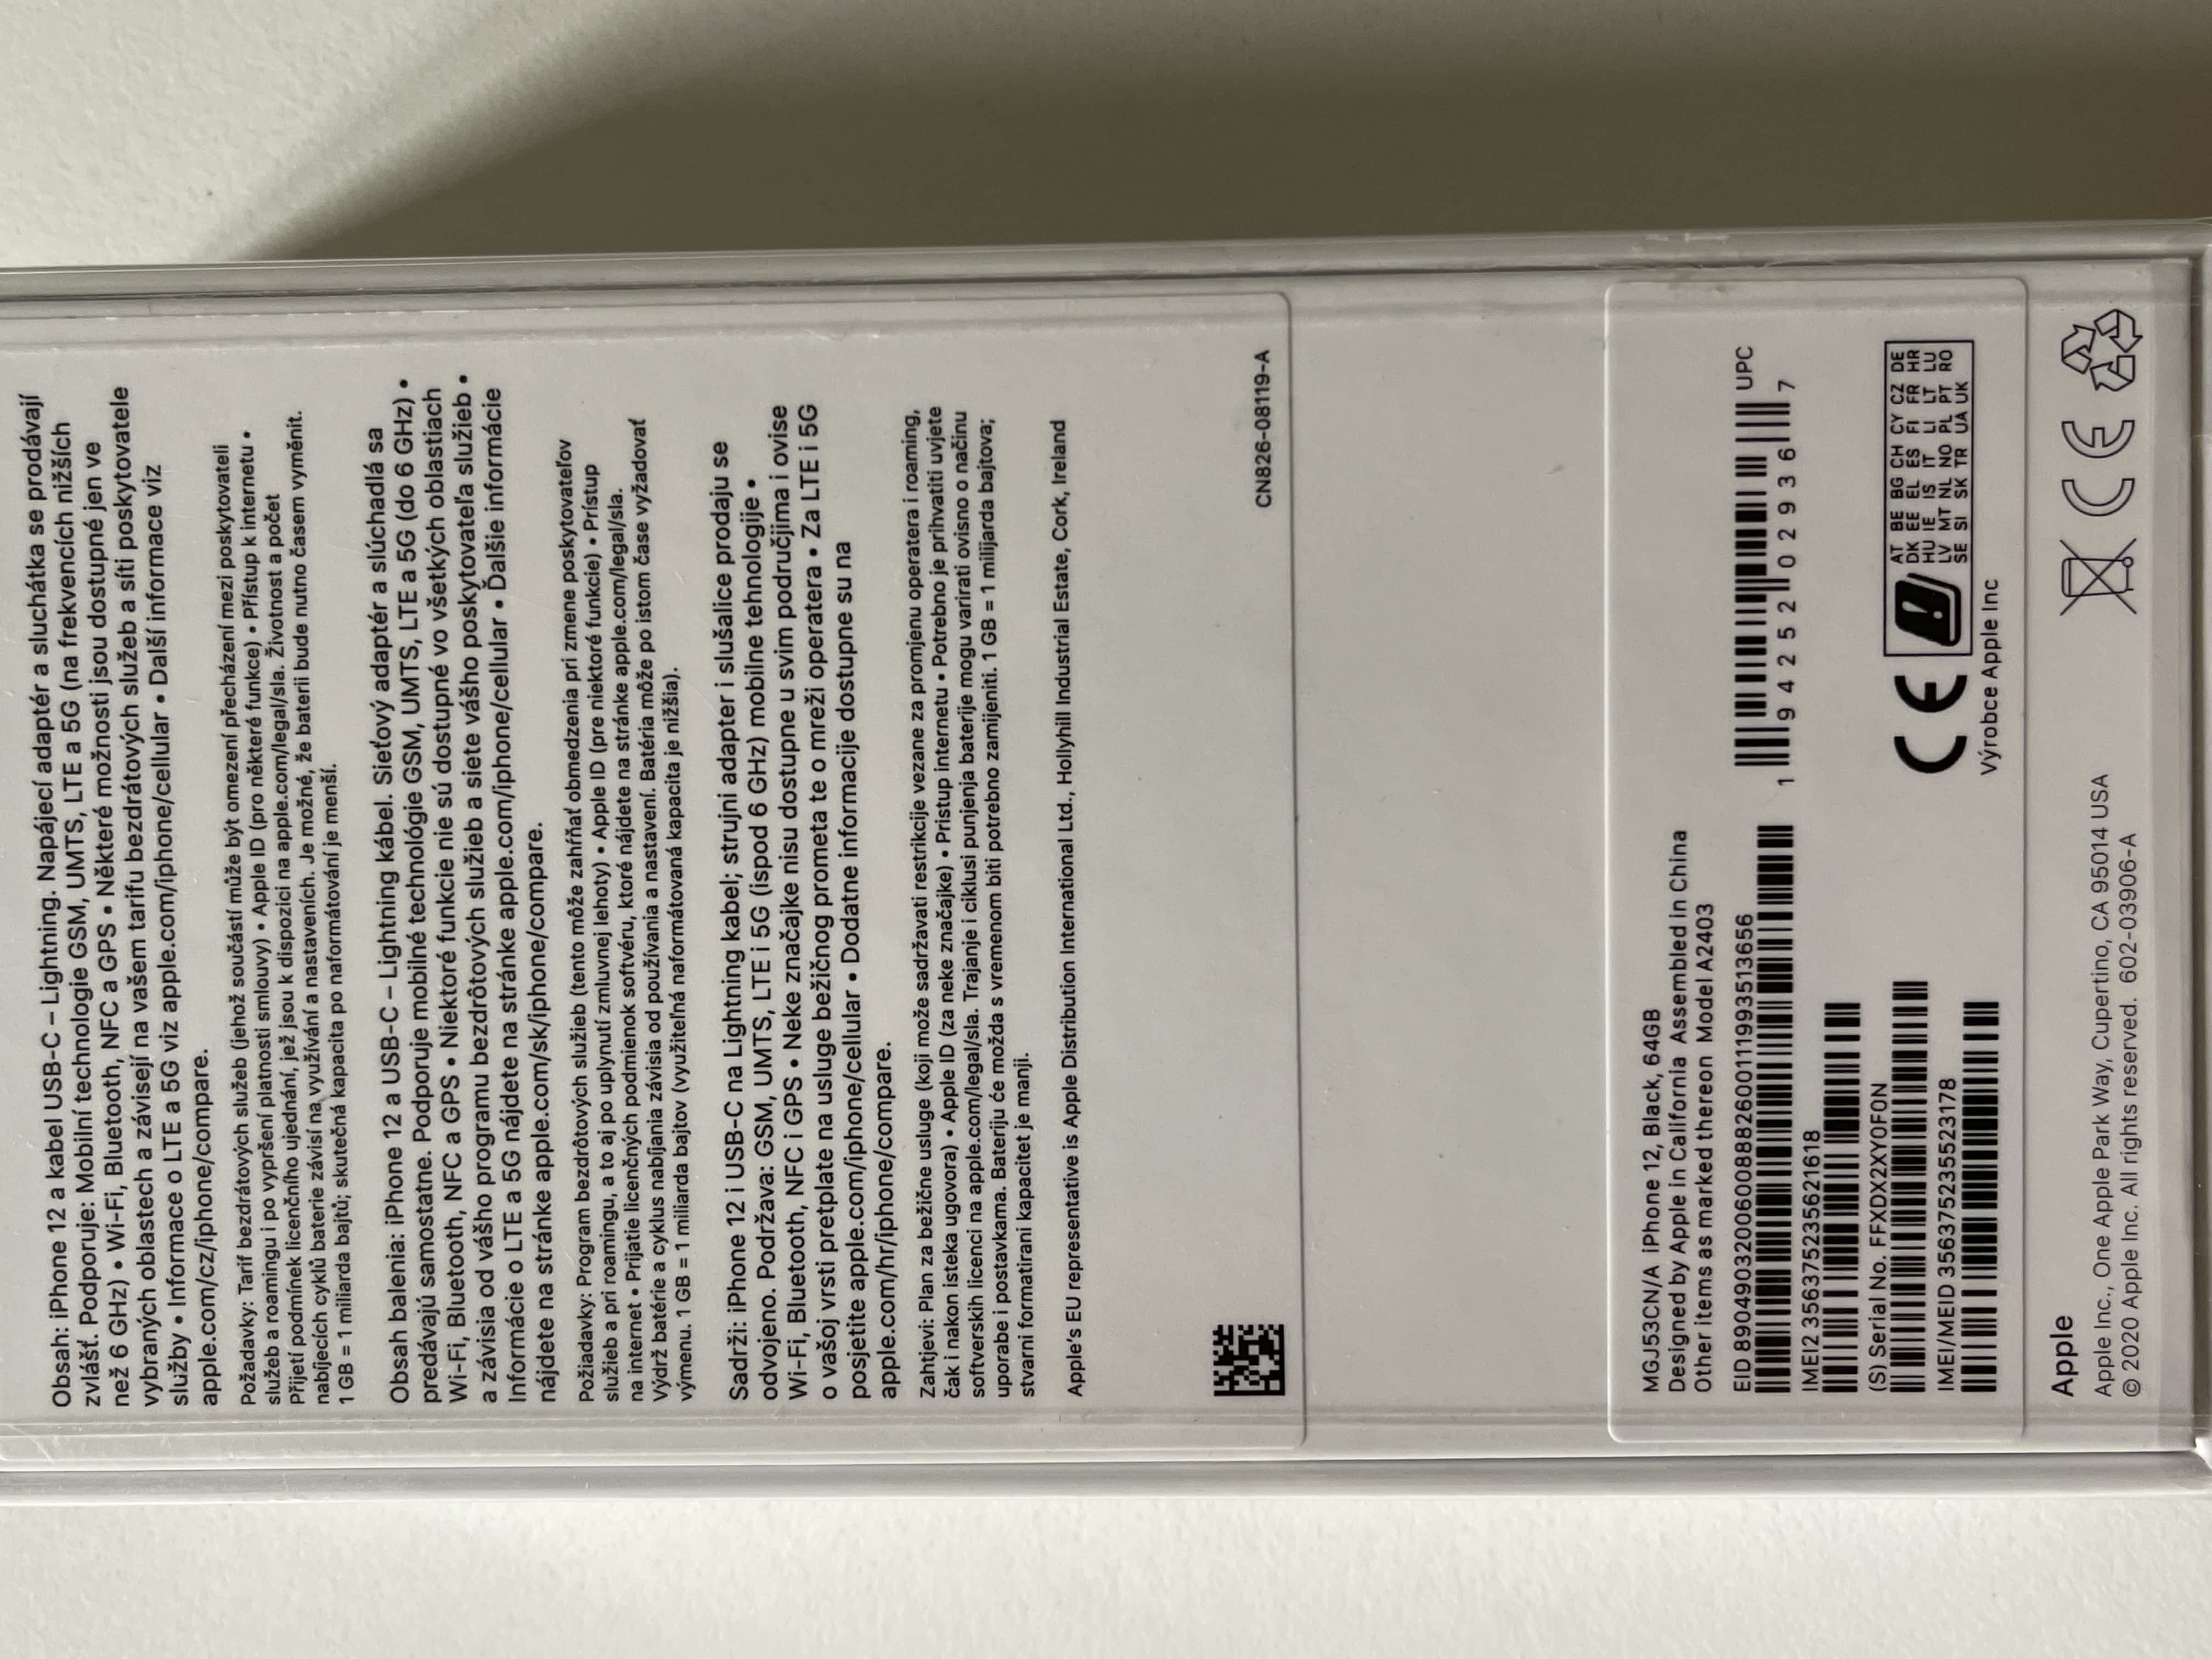 Obsah: iPhone 12 a kabel USB-C – Lightning. Napájecí adaptér a sluchátka se prodávají
zvlášť. Podporuje: Mobilní technologie GSM, UMTS, LTE a 5G (na frekvencích nižších
než 6 GHz) • Wi-Fi, Bluetooth, NFC a GPS • Některé možnosti jsou dostupné jen ve
vybraných oblastech a závisejí na vašem tarifu bezdrátových služeb a síti poskytovatele
služby • Informace o LTE a 5G viz apple.com/iphone/cellular • Další informace viz
apple.com/cz/iphone/compare.
Požadavky: Tarif bezdrátových služeb (jehož součástí může být omezení přecházení mezi poskytovateli
služeb a roamingu i po vypršení platnosti smlouvy) • Apple ID (pro některé funkce) • Přístup k internetu •
Přijetí podmínek licenčního ujednání, jež jsou k dispozici na apple.com/legal/sla. Životnost a počet
nabíjecích cyklů baterie závisí na využívání a nastaveních. Je možné, že baterii bude nutno časem vyměnit.
1 GB = 1 miliarda bajtů; skutečná kapacita po naformátování je menší.
Obsah balenia: iPhone 12 a USB-C – Lightning kábel. Sieťový adaptér a slúchadlá sa
predávajú samostatne. Podporuje mobilné technológie GSM, UMTS, LTE a 5G (do 6 GHz) •
Wi-Fi, Bluetooth, NFC a GPS • Niektoré funkcie nie sú dostupné vo všetkých oblastiach
a závisia od vášho programu bezdrôtových služieb a siete vášho poskytovateľa služieb •
Informácie o LTE a 5G nájdete na stránke apple.com/iphone/cellular • Ďalšie informácie
nájdete na stránke apple.com/sk/iphone/compare.
Požiadavky: Program bezdrôtových služieb (tento môže zahŕňať obmedzenia pri zmene poskytovateľov
služieb a pri roamingu, a to aj po uplynutí zmluvnej lehoty) • Apple ID (pre niektoré funkcie) • Prístup
na internet • Prijatie licenčných podmienok softvéru, ktoré nájdete na stránke apple.com/legal/sla.
Výdrž batérie a cyklus nabíjania závisia od používania a nastavení. Batéria môže po istom čase vyžadovať
výmenu. 1 GB = 1 miliarda bajtov (využiteľná naformátovaná kapacita je nižšia).
Sadrži: iPhone 12 i USB-C na Lightning kabel; strujni adapter i slušalice prodaju se
odvojeno. Podržava: GSM, UMTS, LTE i 5G (ispod 6 GHz) mobilne tehnologije •
Wi-Fi, Bluetooth, NFC i GPS • Neke značajke nisu dostupne u svim područjima i ovise
o vašoj vrsti pretplate na usluge bežičnog prometa te o mreži operatera • Za LTE i 5G
posjetite apple.com/iphone/cellular • Dodatne informacije dostupne su na
apple.com/hr/iphone/compare.
Zahtjevi: Plan za bežične usluge (koji može sadržavati restrikcije vezane za promjenu operatera i roaming,
čak i nakon isteka ugovora) • Apple ID (za neke značajke) • Pristup internetu • Potrebno je prihvatiti uvjete
softverskih licenci na apple.com/legal/sla. Trajanje i ciklusi punjenja baterije mogu varirati ovisno o načinu
uporabe i postavkama. Bateriju će možda s vremenom biti potrebno zamijeniti. 1 GB = 1 milijarda bajtova;
stvarni formatirani kapacitet je manji.
Apple's EU representative is Apple Distribution International Ltd., Hollyhill Industrial Estate, Cork, Ireland
CN826-08119-A
MGJ53CN/A iPhone 12, Black, 64GB
Designed by Apple in California Assembled in China
Other items as marked thereon Model A2403
EID 89049032006008882600111993513656
UPC
1 94252 02936 7
IMEI2 356375235621618
(S) Serial No. FFXDX2XY0F0N
IMEI/MEID 356375235523178
CE
AT BE BG CH CY CZ DE
DK EE EL ES FI FR HR
HU IE IS IT LI LT LU
LV MT NL NO PL PT RO
SE SI SK TR UA UK
Výrobce Apple Inc
Apple
Apple Inc., One Apple Park Way, Cupertino, CA 95014 USA
© 2020 Apple Inc. All rights reserved. 602-03906-A
CE